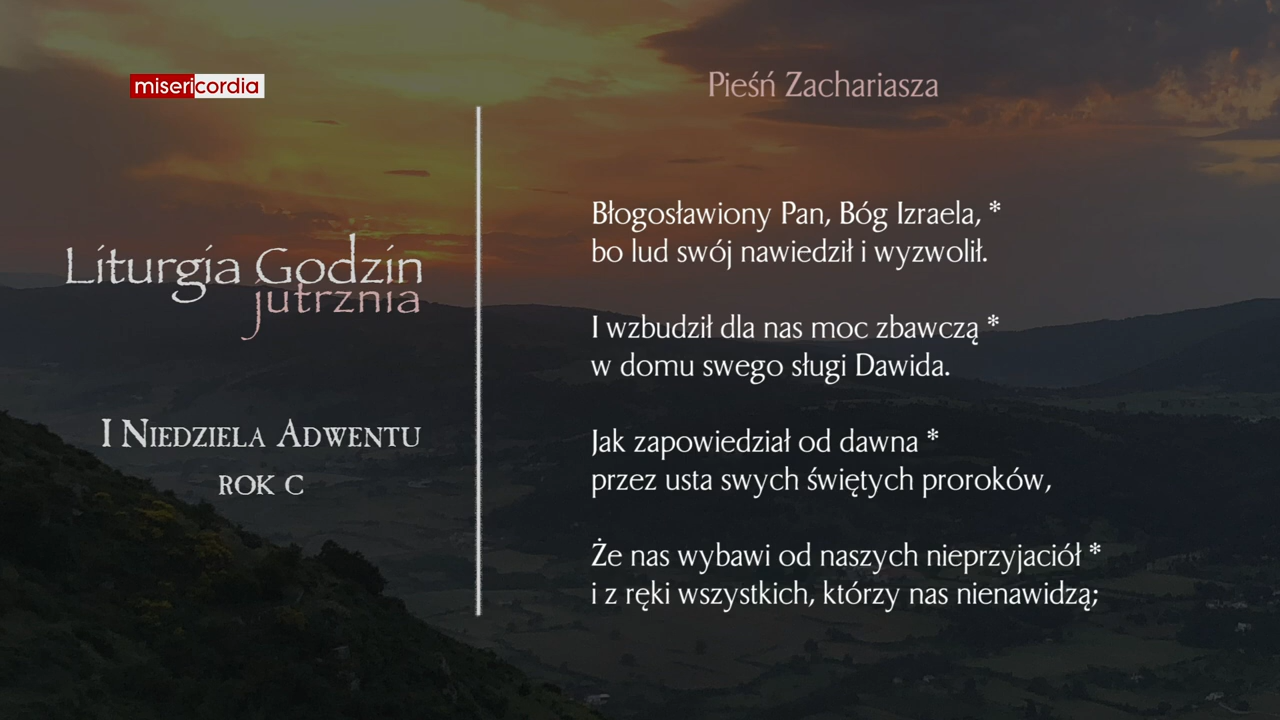 misericordia
Liturgia Godzin
jutrznia
I Niedziela Adwentu
rok C
Pieśń Zachariasza
Błogosławiony Pan, Bóg Izraela, *
bo lud swój nawiedził i wyzwolił.
I wzbudził dla nas moc zbawczą *
w domu swego sługi Dawida.
Jak zapowiedział od dawna *
przez usta swych świętych proroków,
Że nas wybawi od naszych nieprzyjaciół *
i z ręki wszystkich, którzy nas nienawidzą;